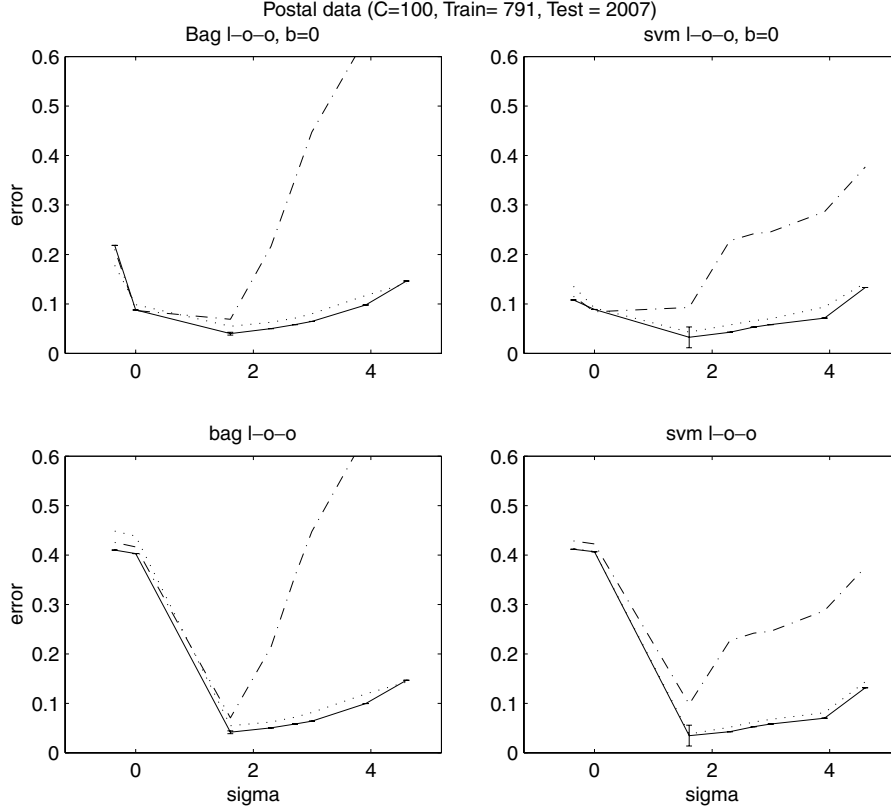 Postal data (C=100, Train= 791, Test = 2007)
Bag l–o–o, b=0
svm l–o–o, b=0
0.6
0.5
0.4
0.3
0.2
0.1
0
error
0 2 4
0.6
0.5
0.4
0.3
0.2
0.1
0
0 2 4
bag l–o–o
svm l–o–o
0.6
0.5
0.4
0.3
0.2
0.1
0
error
0 2 4
sigma
0.6
0.5
0.4
0.3
0.2
0.1
0
0 2 4
sigma